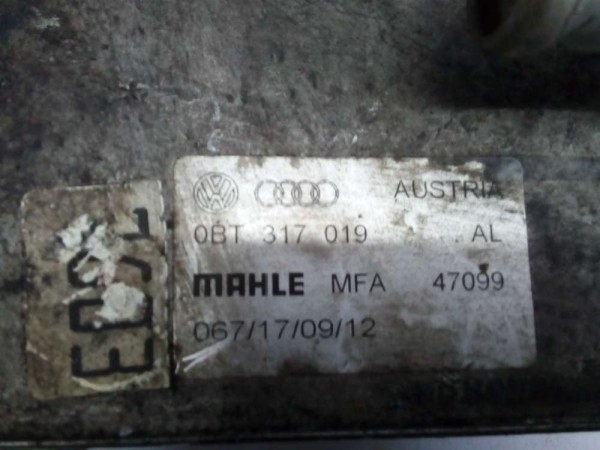 AUSTRIA
0BT 317 019 AL
MAHLE MFA 47099
067/17/09/12